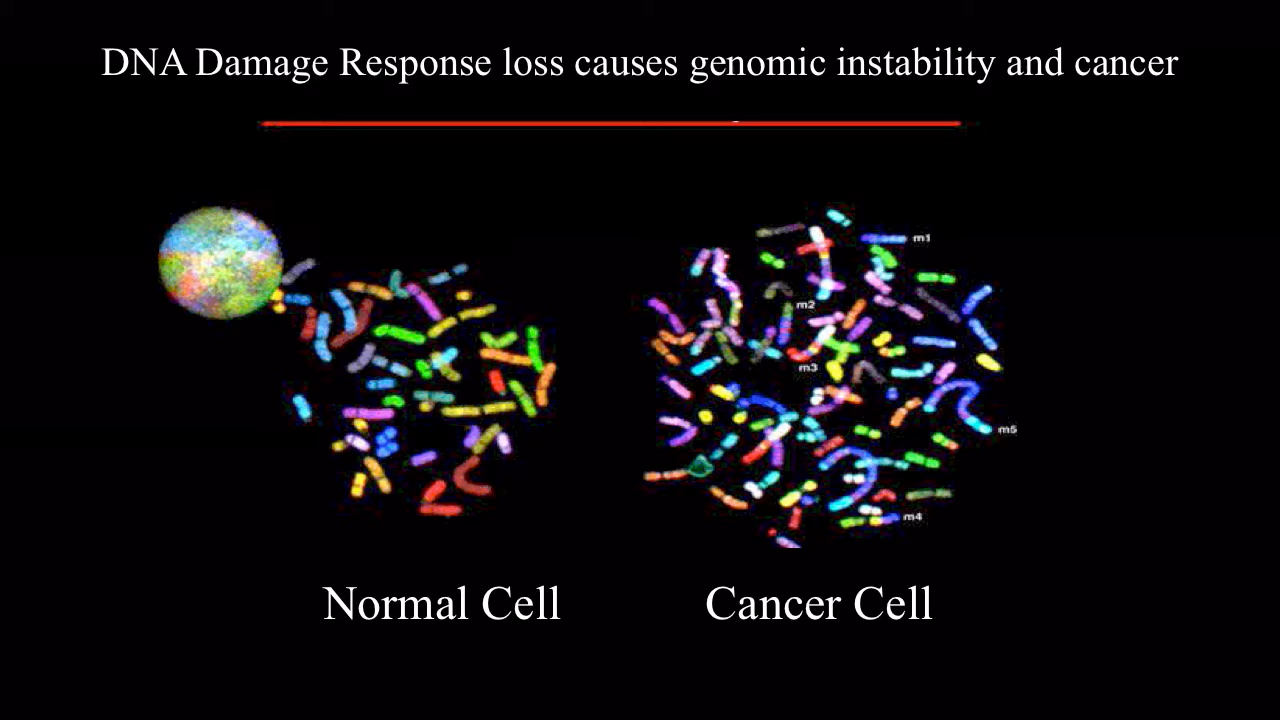 DNA Damage Response loss causes genomic instability and cancer
m1
m2
m3
m5
m4
Normal Cell
Cancer Cell